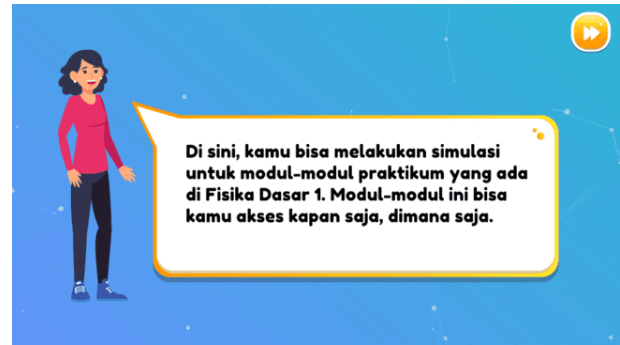 Di sini, kamu bisa melakukan simulasi
untuk modul-modul praktikum yang ada
di Fisika Dasar 1. Modul-modul ini bisa
kamu akses kapan saja, dimana saja.